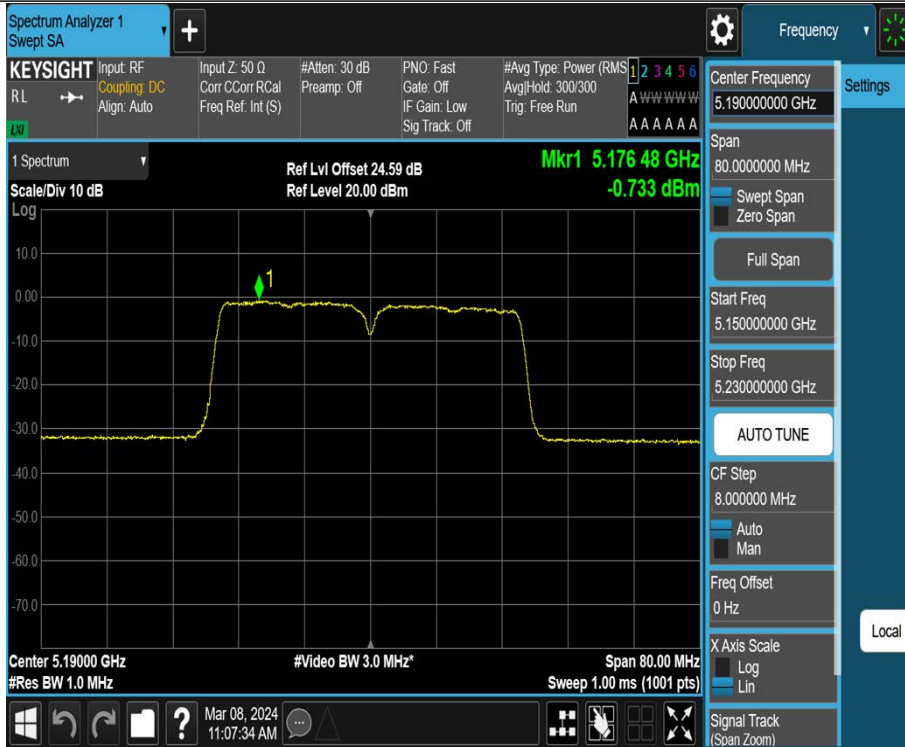 Spectrum Analyzer 1
Swept SA
+
Frequency
KEYSIGHT
RL
LXI
Input: RF
Coupling: DC
Align: Auto
Input Z: 50 Ω
Corr CCorr RCal
Freq Ref: Int (S)
#Atten: 30 dB
Preamp: Off
PNO: Fast
Gate: Off
IF Gain: Low
Sig Track: Off
#Avg Type: Power (RMS
Avg|Hold: 300/300
Trig: Free Run
1 2 3 4 5 6
A W W W W W
A A A A A A
1 Spectrum
Scale/Div 10 dB
Log
Ref Lvl Offset 24.59 dB
Ref Level 20.00 dBm
Mkr1 5.176 48 GHz
-0.733 dBm
10.0
0.00
-10.0
-20.0
-30.0
-40.0
-50.0
-60.0
-70.0
1
Center 5.19000 GHz
#Res BW 1.0 MHz
#Video BW 3.0 MHz*
Span 80.00 MHz
Sweep 1.00 ms (1001 pts)
?
Mar 08, 2024
11:07:34 AM
Center Frequency
5.190000000 GHz
Span
80.0000000 MHz
Swept Span
Zero Span
Full Span
Start Freq
5.150000000 GHz
Stop Freq
5.230000000 GHz
AUTO TUNE
CF Step
8.000000 MHz
Auto
Man
Freq Offset
0 Hz
X Axis Scale
Log
Lin
Signal Track
(Span Zoom)
Settings
Local